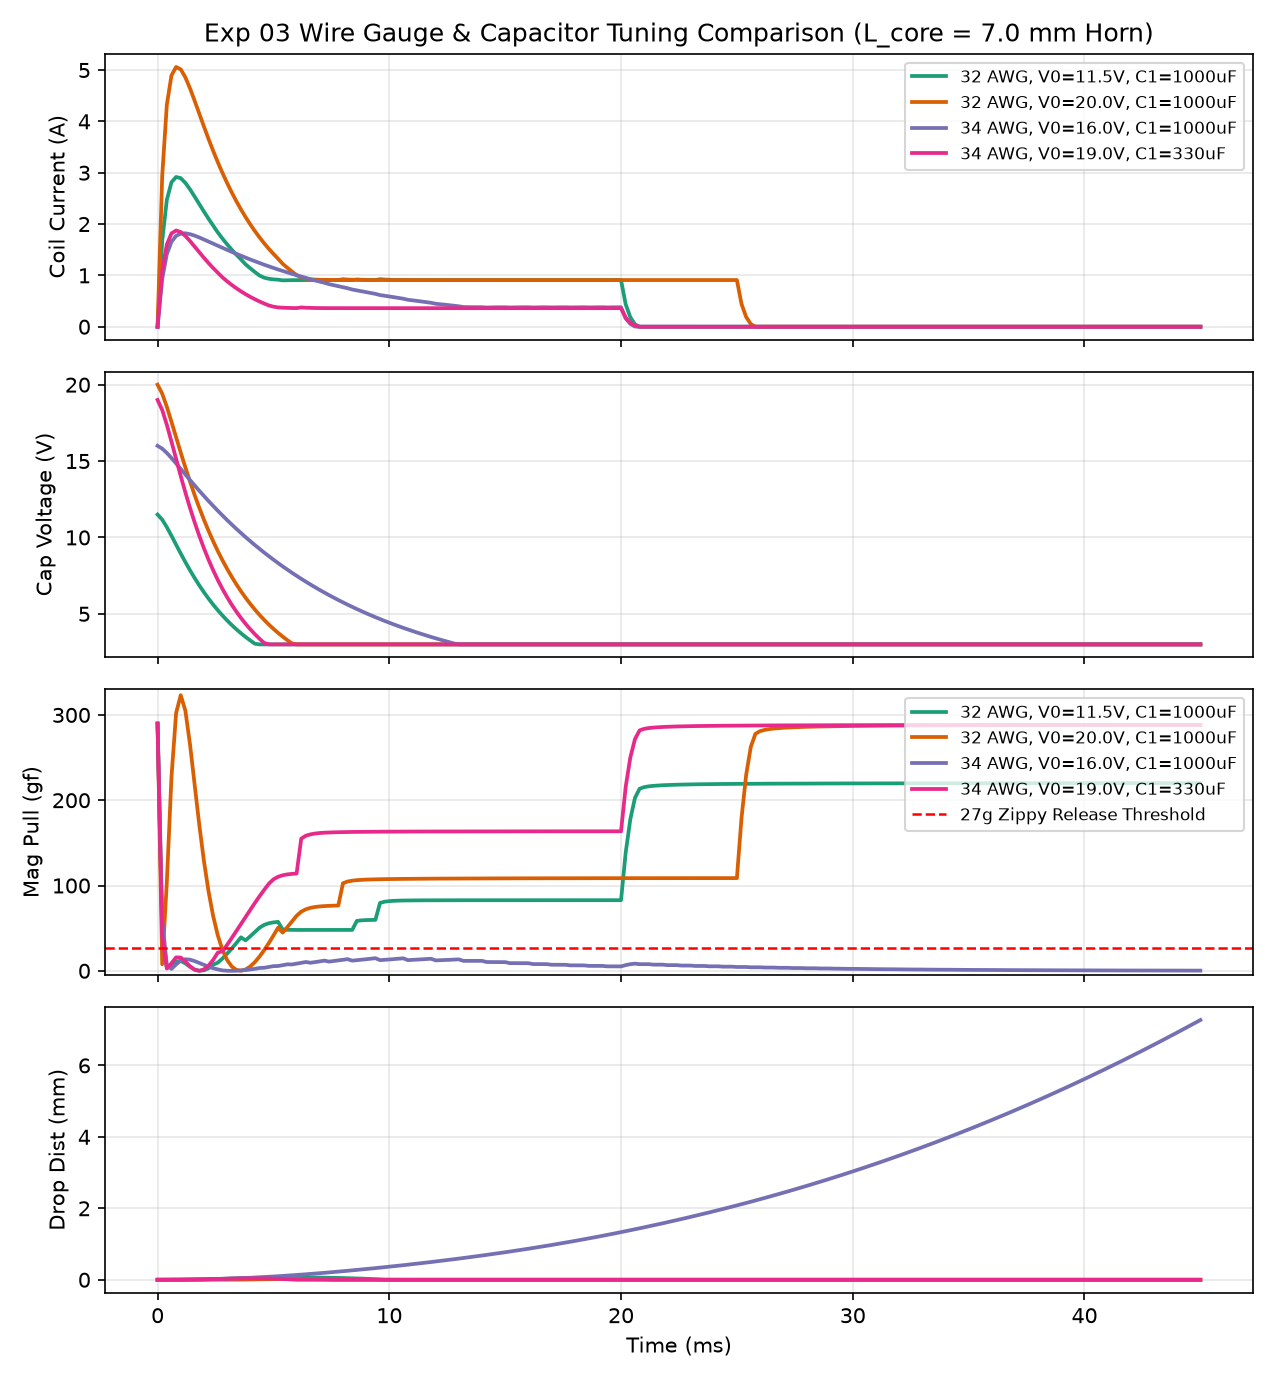 Exp 03 Wire Gauge & Capacitor Tuning Comparison (L_core = 7.0 mm Horn)
Coil Current (A)
5
4
3
2
1
0
32 AWG, V0=11.5V, C1=1000uF
32 AWG, V0=20.0V, C1=1000uF
34 AWG, V0=16.0V, C1=1000uF
34 AWG, V0=19.0V, C1=330uF
Cap Voltage (V)
20
15
10
5
Mag Pull (gf)
300
200
100
0
32 AWG, V0=11.5V, C1=1000uF
32 AWG, V0=20.0V, C1=1000uF
34 AWG, V0=16.0V, C1=1000uF
34 AWG, V0=19.0V, C1=330uF
27g Zippy Release Threshold
Drop Dist (mm)
6
4
2
0
0 10 20 30 40
Time (ms)